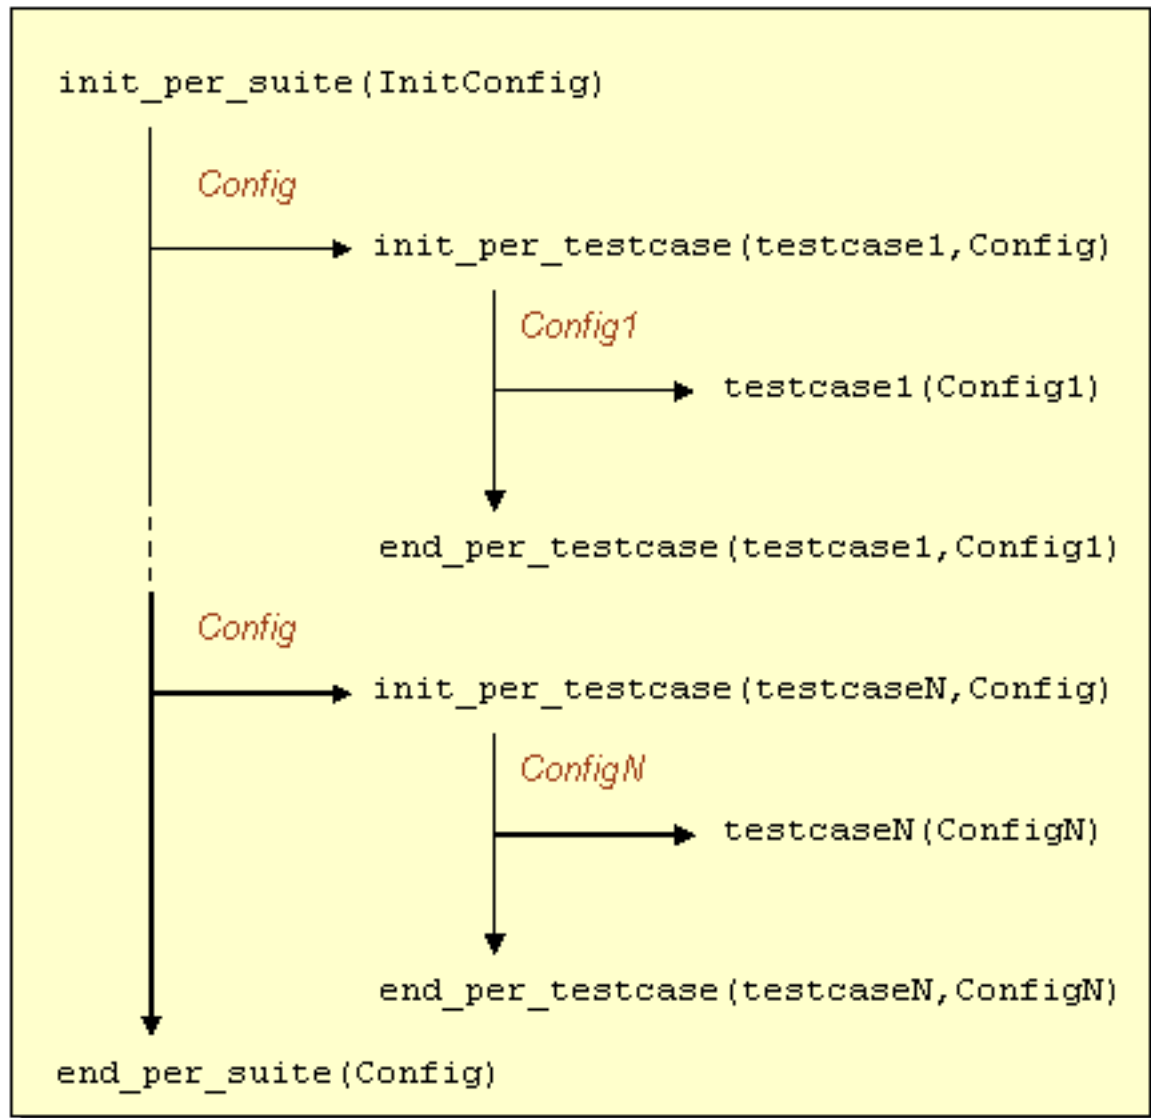 init_per_suite(InitConfig)
Config
init_per_testcase(testcase1,Config)
Config1
testcase1(Config1)
end_per_testcase(testcase1,Config1)
Config
init_per_testcase(testcaseN,Config)
ConfigN
testcaseN(ConfigN)
end_per_testcase(testcaseN,ConfigN)
end_per_suite(Config)